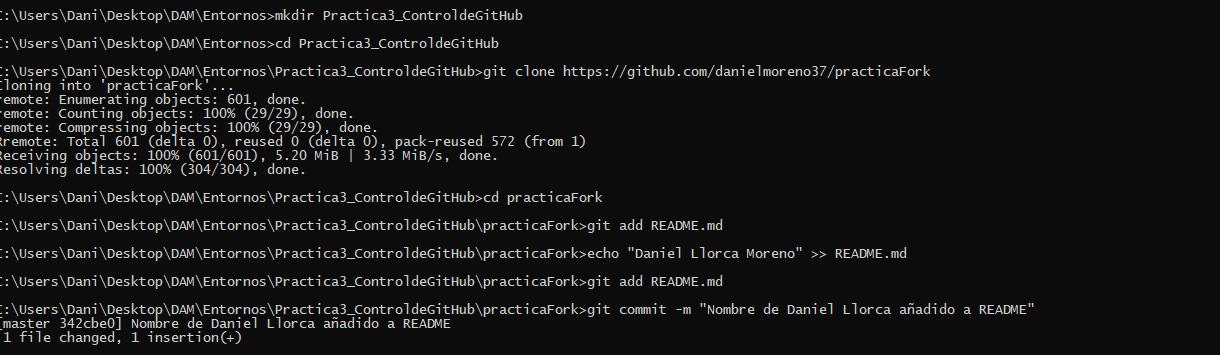 C:\Users\Dani\Desktop\DAM\Entornos>mkdir Practica3_ControldeGitHub
C:\Users\Dani\Desktop\DAM\Entornos>cd Practica3_ControldeGitHub
C:\Users\Dani\Desktop\DAM\Entornos\Practica3_ControldeGitHub>git clone https://github.com/danielmoreno37/practicaFork
Cloning into 'practicaFork'...
remote: Enumerating objects: 601, done.
remote: Counting objects: 100% (29/29), done.
remote: Compressing objects: 100% (29/29), done.
Rremote: Total 601 (delta 0), reused 0 (delta 0), pack-reused 572 (from 1)
Receiving objects: 100% (601/601), 5.20 MiB | 3.33 MiB/s, done.
Resolving deltas: 100% (304/304), done.
C:\Users\Dani\Desktop\DAM\Entornos\Practica3_ControldeGitHub>cd practicaFork
C:\Users\Dani\Desktop\DAM\Entornos\Practica3_ControldeGitHub\practicaFork>git add README.md
C:\Users\Dani\Desktop\DAM\Entornos\Practica3_ControldeGitHub\practicaFork>echo "Daniel Llorca Moreno" >> README.md
C:\Users\Dani\Desktop\DAM\Entornos\Practica3_ControldeGitHub\practicaFork>git add README.md
C:\Users\Dani\Desktop\DAM\Entornos\Practica3_ControldeGitHub\practicaFork>git commit -m "Nombre de Daniel Llorca añadido a README"
[master 342cbe0] Nombre de Daniel Llorca añadido a README
1 file changed, 1 insertion(+)